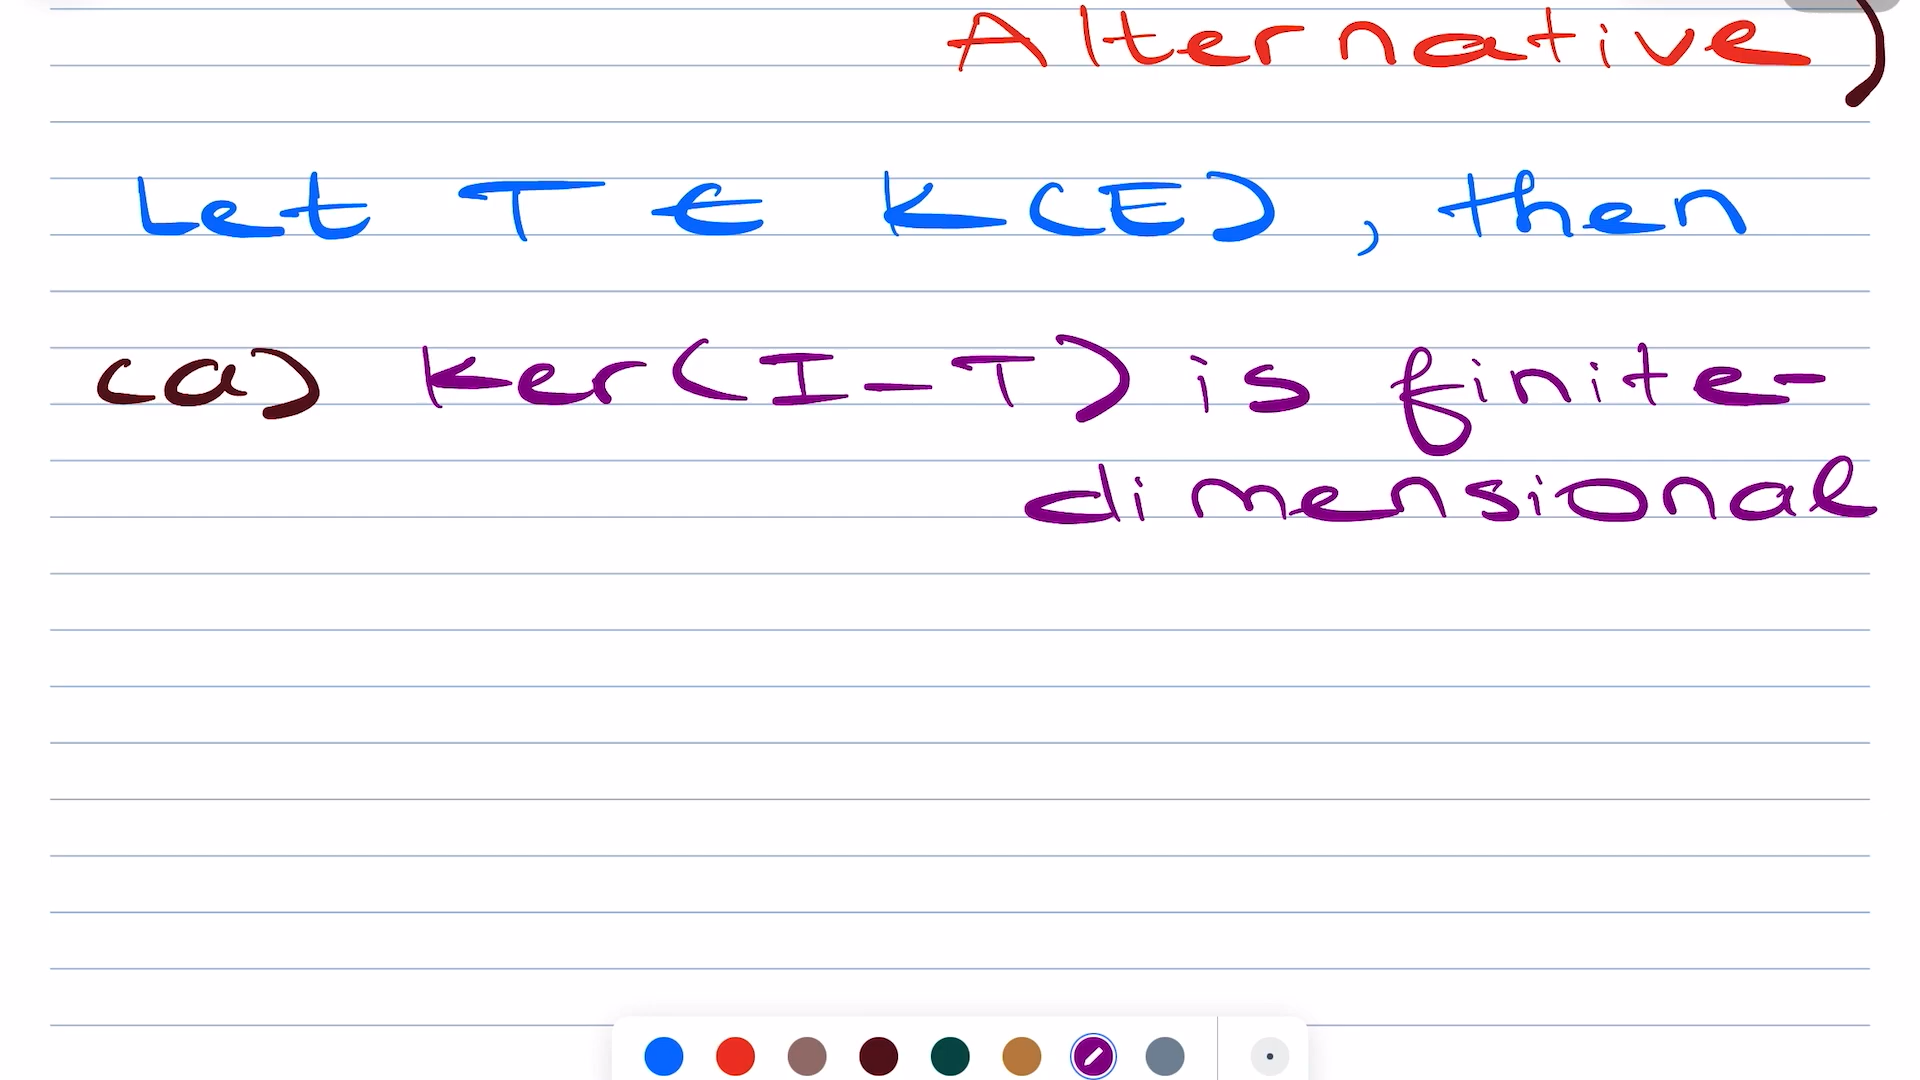 Alternative)
Let T ∈ K(E), then
(a) Ker(I-T) is finite-
dimensional